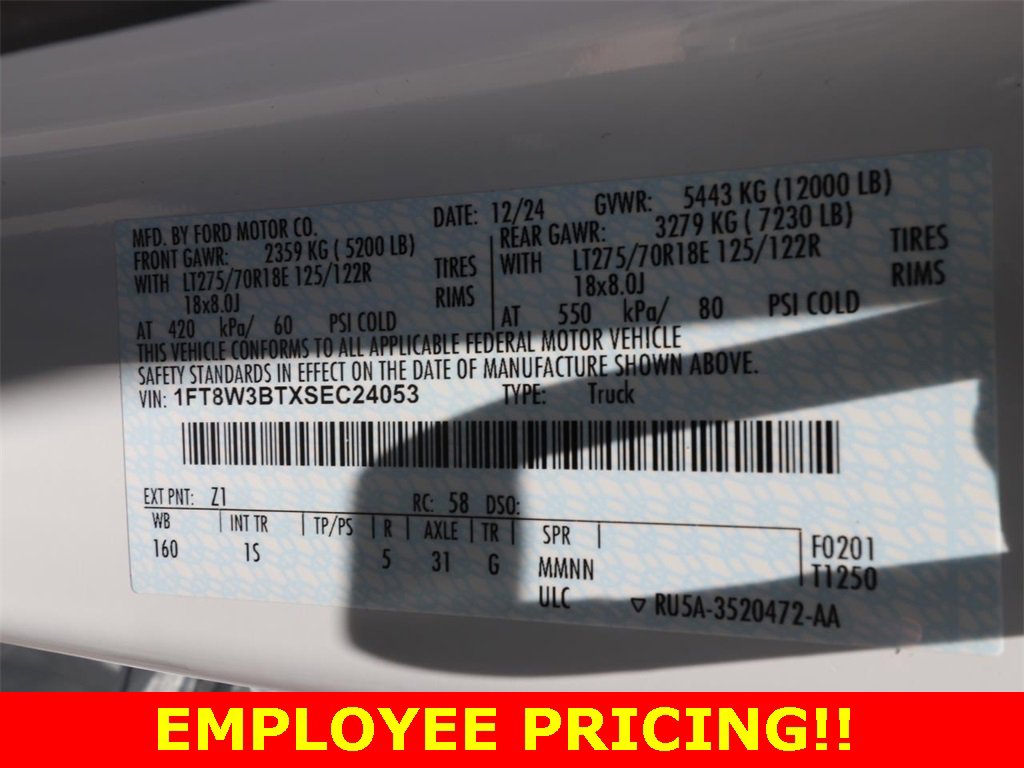 MFD. BY FORD MOTOR CO. DATE: 12/24 GVWR: 5443 KG (12000 LB)
FRONT GAWR: 2359 KG ( 5200 LB) REAR GAWR: 3279 KG ( 7230 LB)
WITH LT275/70R18E 125/122R TIRES WITH LT275/70R18E 125/122R TIRES
18x8.0J RIMS 18x8.0J RIMS
AT 420 kPa/ 60 PSI COLD AT 550 kPa/ 80 PSI COLD
THIS VEHICLE CONFORMS TO ALL APPLICABLE FEDERAL MOTOR VEHICLE
SAFETY STANDARDS IN EFFECT ON THE DATE OF MANUFACTURE SHOWN ABOVE.
VIN: 1FT8W3BTXSEC24053 TYPE: Truck
EXT PNT: Z1 RC: 58 DSO:
WB INT TR TP/PS R AXLE TR SPR F0201
160 1S 5 31 G MMNN T1250
ULC ▽ RU5A-3520472-AA
EMPLOYEE PRICING!!